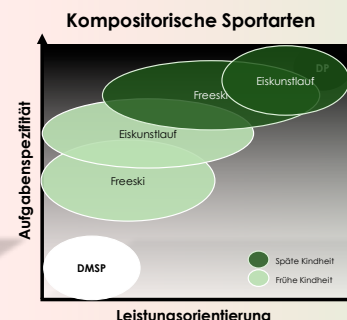 Kompositorische Sportarten
Aufgabenspezifität
DP
Eiskunstlauf
Freeski
Eiskunstlauf
Freeski
DMSP
Späte Kindheit
Frühe Kindheit
Leistungsorientierung